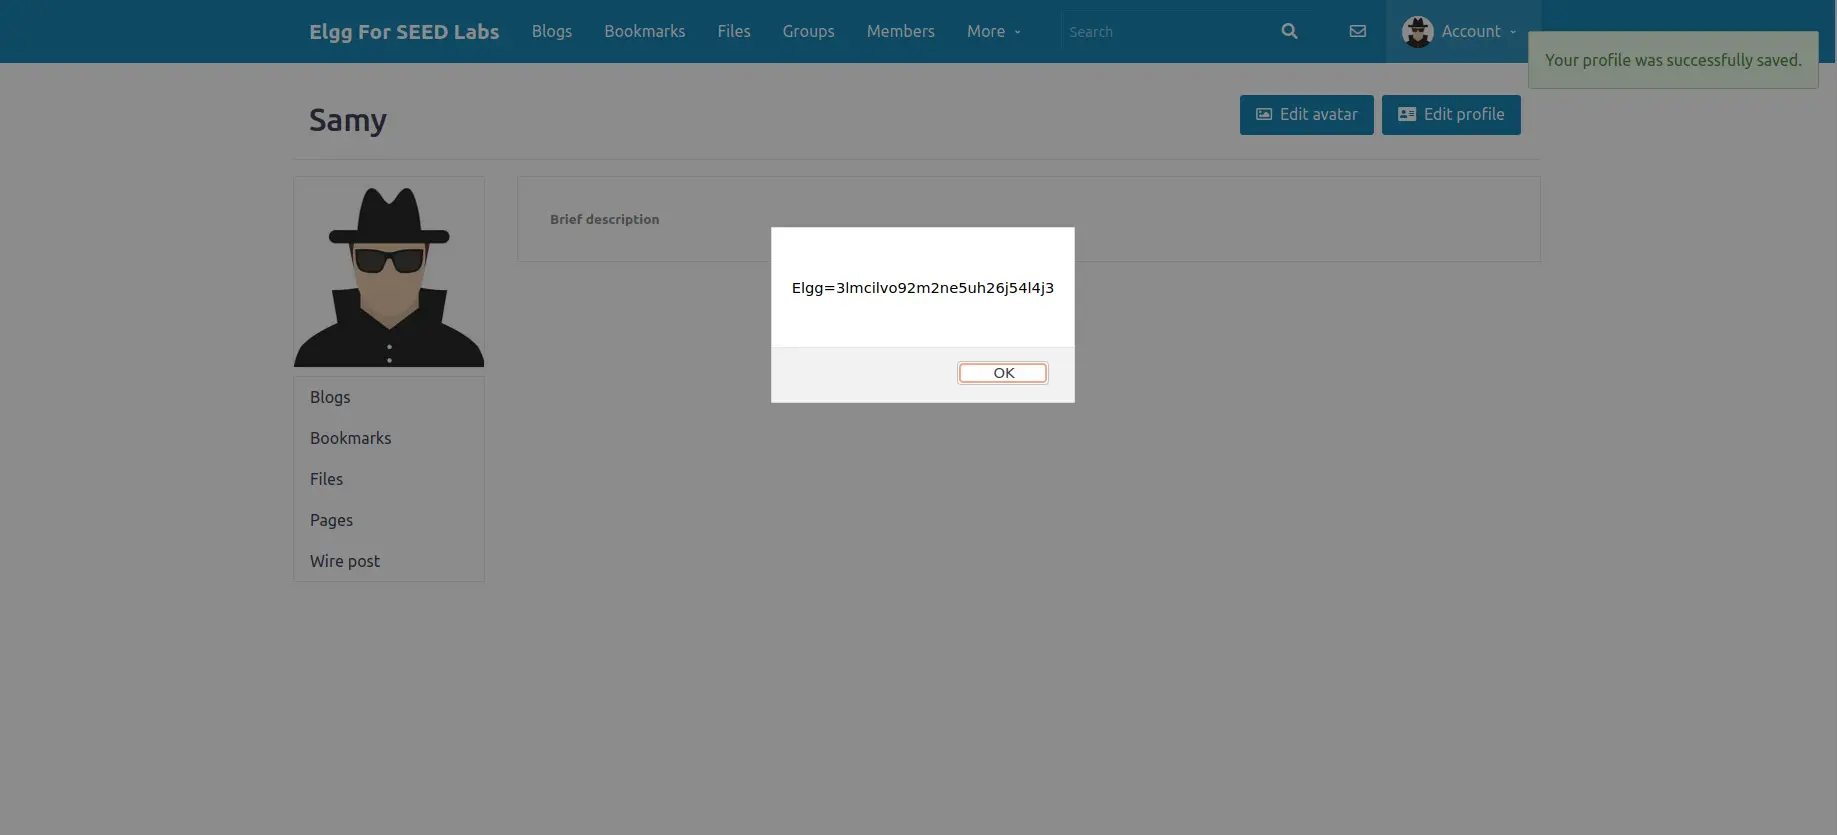 Elgg For SEED Labs Blogs Bookmarks Files Groups Members More Search Account
Your profile was successfully saved.
Samy
Edit avatar Edit profile
Brief description
Elgg=3lmcilvo92m2ne5uh26j54l4j3
OK
Blogs
Bookmarks
Files
Pages
Wire post